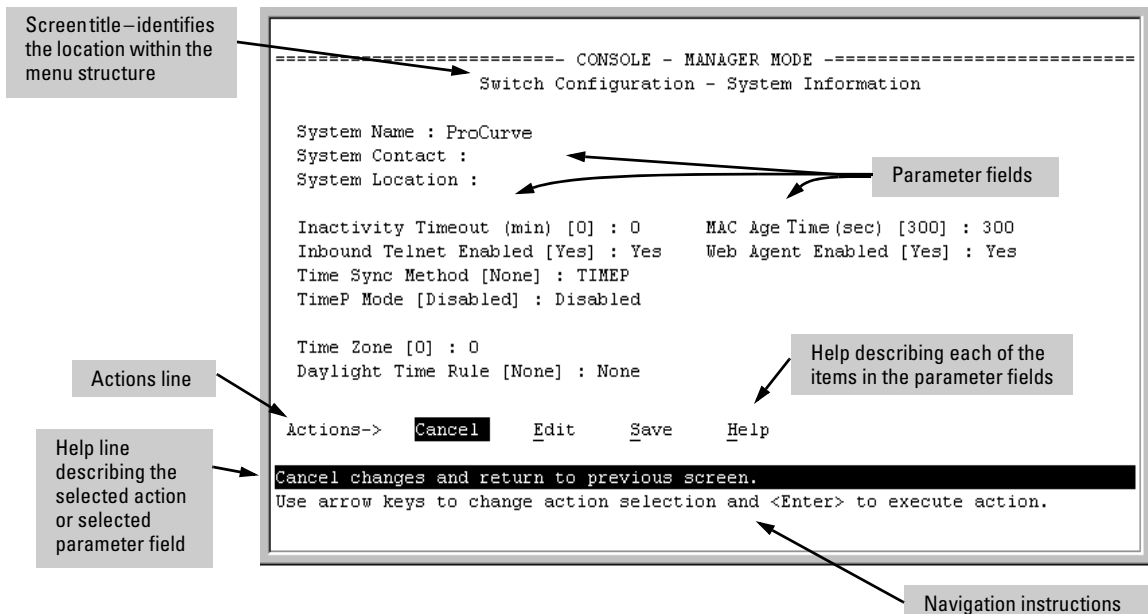 Screen title – identifies
the location within the
menu structure
==========================- CONSOLE - MANAGER MODE -============================
Switch Configuration - System Information
System Name : ProCurve
System Contact :
System Location :
Parameter fields
Inactivity Timeout (min) [0] : 0 MAC Age Time (sec) [300] : 300
Inbound Telnet Enabled [Yes] : Yes Web Agent Enabled [Yes] : Yes
Time Sync Method [None] : TIMEP
TimeP Mode [Disabled] : Disabled
Time Zone [0] : 0
Daylight Time Rule [None] : None
Help describing each of the
items in the parameter fields
Actions line
Actions-> Cancel Edit Save Help
Help line
describing the
selected action
or selected
parameter field
Cancel changes and return to previous screen.
Use arrow keys to change action selection and <Enter> to execute action.
Navigation instructions